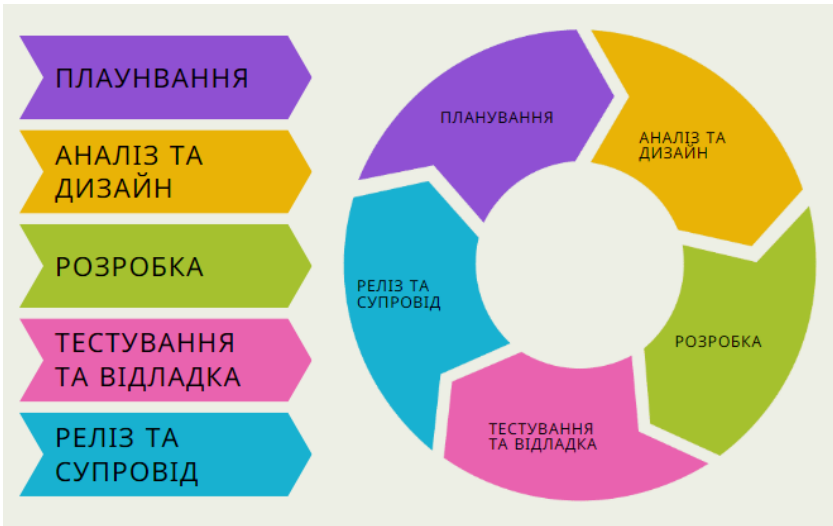 ПЛАУНВАННЯ
АНАЛІЗ ТА
ДИЗАЙН
РОЗРОБКА
ТЕСТУВАННЯ
ТА ВІДЛАДКА
РЕЛІЗ ТА
СУПРОВІД
ПЛАНУВАННЯ
АНАЛІЗ ТА
ДИЗАЙН
РОЗРОБКА
ТЕСТУВАННЯ
ТА ВІДЛАДКА
РЕЛІЗ ТА
СУПРОВІД